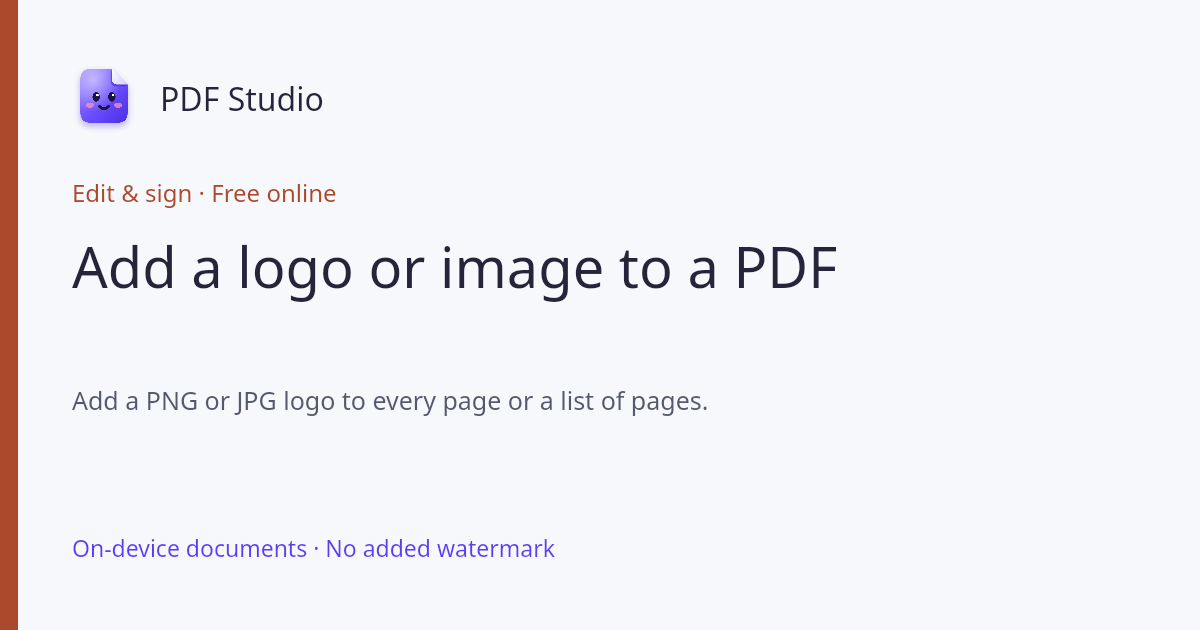 PDF Studio
Edit & sign · Free online
Add a logo or image to a PDF
Add a PNG or JPG logo to every page or a list of pages.
On-device documents · No added watermark